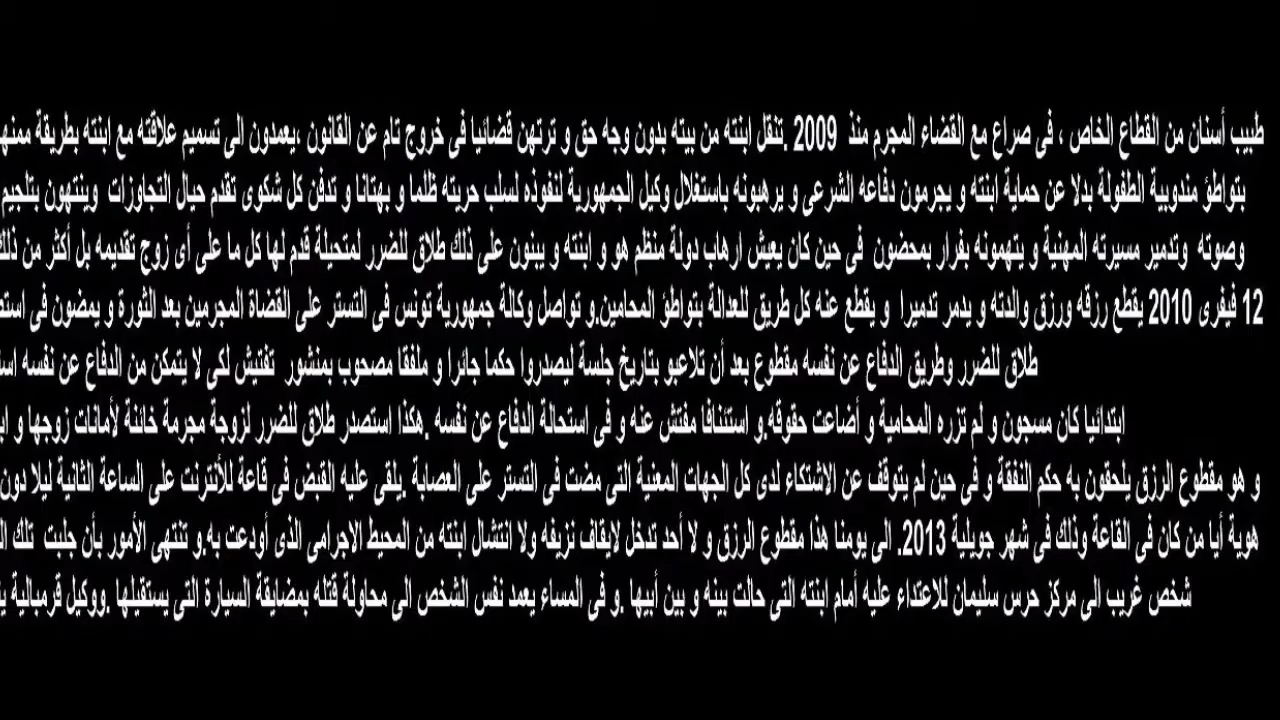 طبيب أسنان من القطاع الخاص ، فى صراع مع القضاء المجرم منذ 2009 .تنقل ابنته من بيته بدون وجه حق و ترتهن قضائيا فى خروج تام عن القانون ،يعمدون الى تسميم علاقته مع ابنته بطريقة
بتواطؤ مندوبية الطفولة بدلا عن حماية ابنته و يجرمون دفاعه الشرعى و يرهبونه باستغلال وكيل الجمهورية لنفوذه لسلب حريته ظلما و بهتانا و تدفن كل شكوى تقدم حيال التجاوزات وينتهون بتلجيم
وصوته وتدمير مسيرته المهنية و يتهمونه بفرار بمحضون فى حين كان يعيش ارهاب دولة منظم هو و ابنته و يبنون على ذلك طلاق للضرر لمتحيلة قدم لها كل ما على أى زوج تقديمه بل أكثر من
12 فيفرى 2010 يقطع رزقه ورزق والدته و يدمر تدميرا و يقطع عنه كل طريق للعدالة بتواطؤ المحامين.و تواصل وكالة جمهورية تونس فى التستر على القضاة المجرمين بعد الثورة و يمضون فى
طلاق للضرر وطريق الدفاع عن نفسه مقطوع بعد أن تلاعبو بتاريخ جلسة ليصدروا حكما جائرا و ملفقا مصحوب بمنشور تفتيش لكى لا يتمكن من الدفاع عن نفسه
ابتدائيا كان مسجون و لم تزره المحامية و أضاعت حقوقه.و استئنافا مفتش عنه و فى استحالة الدفاع عن نفسه .هكذا استصدر طلاق للضرر لزوجة مجرمة خائنة لأمانات زوجها و
و هو مقطوع الرزق يلحقون به حكم النفقة و فى حين لم يتوقف عن الاشتكاء لدى كل الجهات المعنية التى مضت فى التستر على العصابة .يلقى عليه القبض فى قاعة للأنترنت على الساعة الثانية ليلا دون
هوية أيا من كان فى القاعة وذلك فى شهر جويلية 2013. الى يومنا هذا مقطوع الرزق و لا أحد تدخل لايقاف نزيفه ولا انتشال ابنته من المحيط الاجرامى الذى أودعت به.و تنتهى الأمور بأن جلبت تلك
شخص غريب الى مركز حرس سليمان للاعتداء عليه أمام ابنته التى حالت بينه و بين أبيها .و فى المساء يعمد نفس الشخص الى محاولة قتله بمضايقة السيارة التى يستقيلها .ووكيل قرمبالية